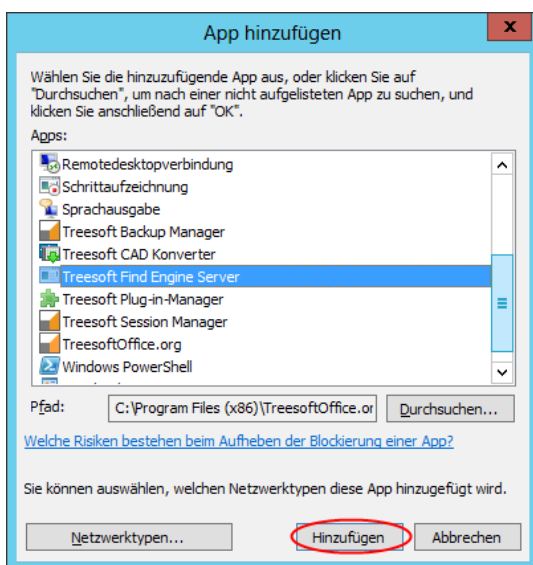 App hinzufügen
x
Wählen Sie die hinzuzufügende App aus, oder klicken Sie auf
"Durchsuchen", um nach einer nicht aufgelisteten App zu suchen, und
klicken Sie anschließend auf "OK".
Apps:
Remotedesktopverbindung
Schrittaufzeichnung
Sprachausgabe
Treesoft Backup Manager
Treesoft CAD Konverter
Treesoft Find Engine Server
Treesoft Plug-in-Manager
Treesoft Session Manager
TreesoftOffice.org
Windows PowerShell
Pfad: C:\Program Files (x86)\TreesoftOffice.or Durchsuchen...
Welche Risiken bestehen beim Aufheben der Blockierung einer App?
Sie können auswählen, welchen Netzwerktypen diese App hinzugefügt wird.
Netzwerktypen... Hinzufügen Abbrechen